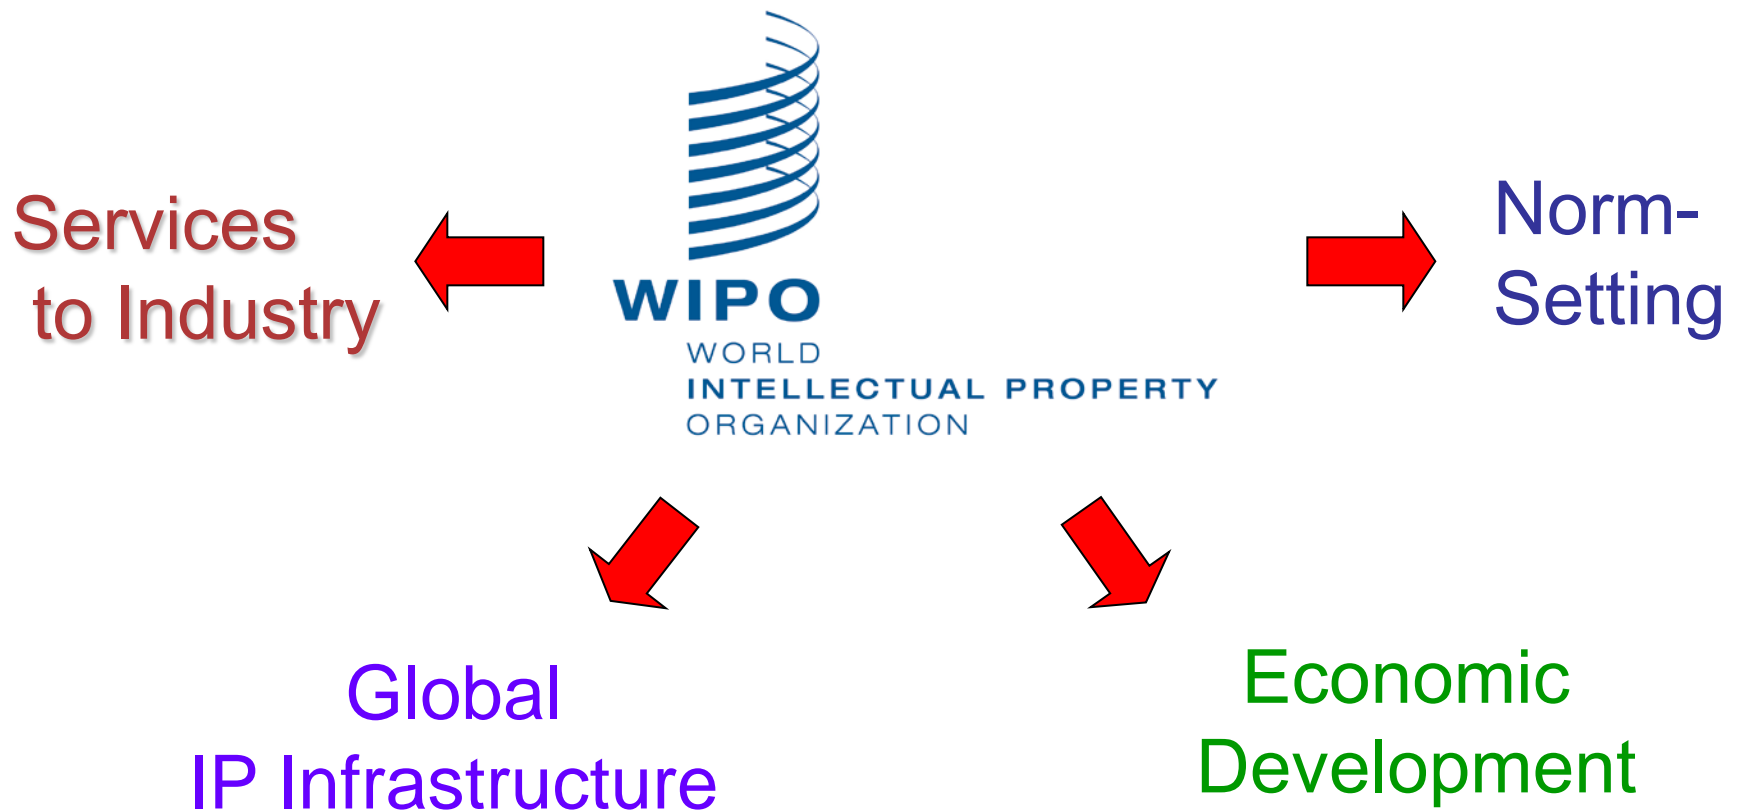 Services
to Industry
WIPO
WORLD
INTELLECTUAL PROPERTY
ORGANIZATION
Norm-
Setting
Global
IP Infrastructure
Economic
Development